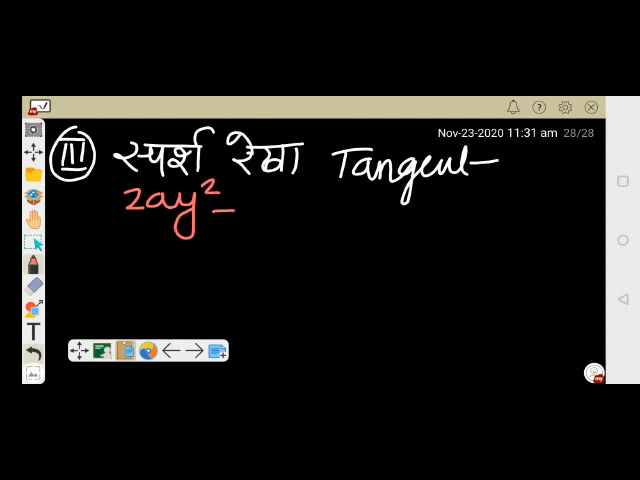 Nov-23-2020 11:31 am 28/28
III स्पर्श रेखा Tangent-
2ay²-
T